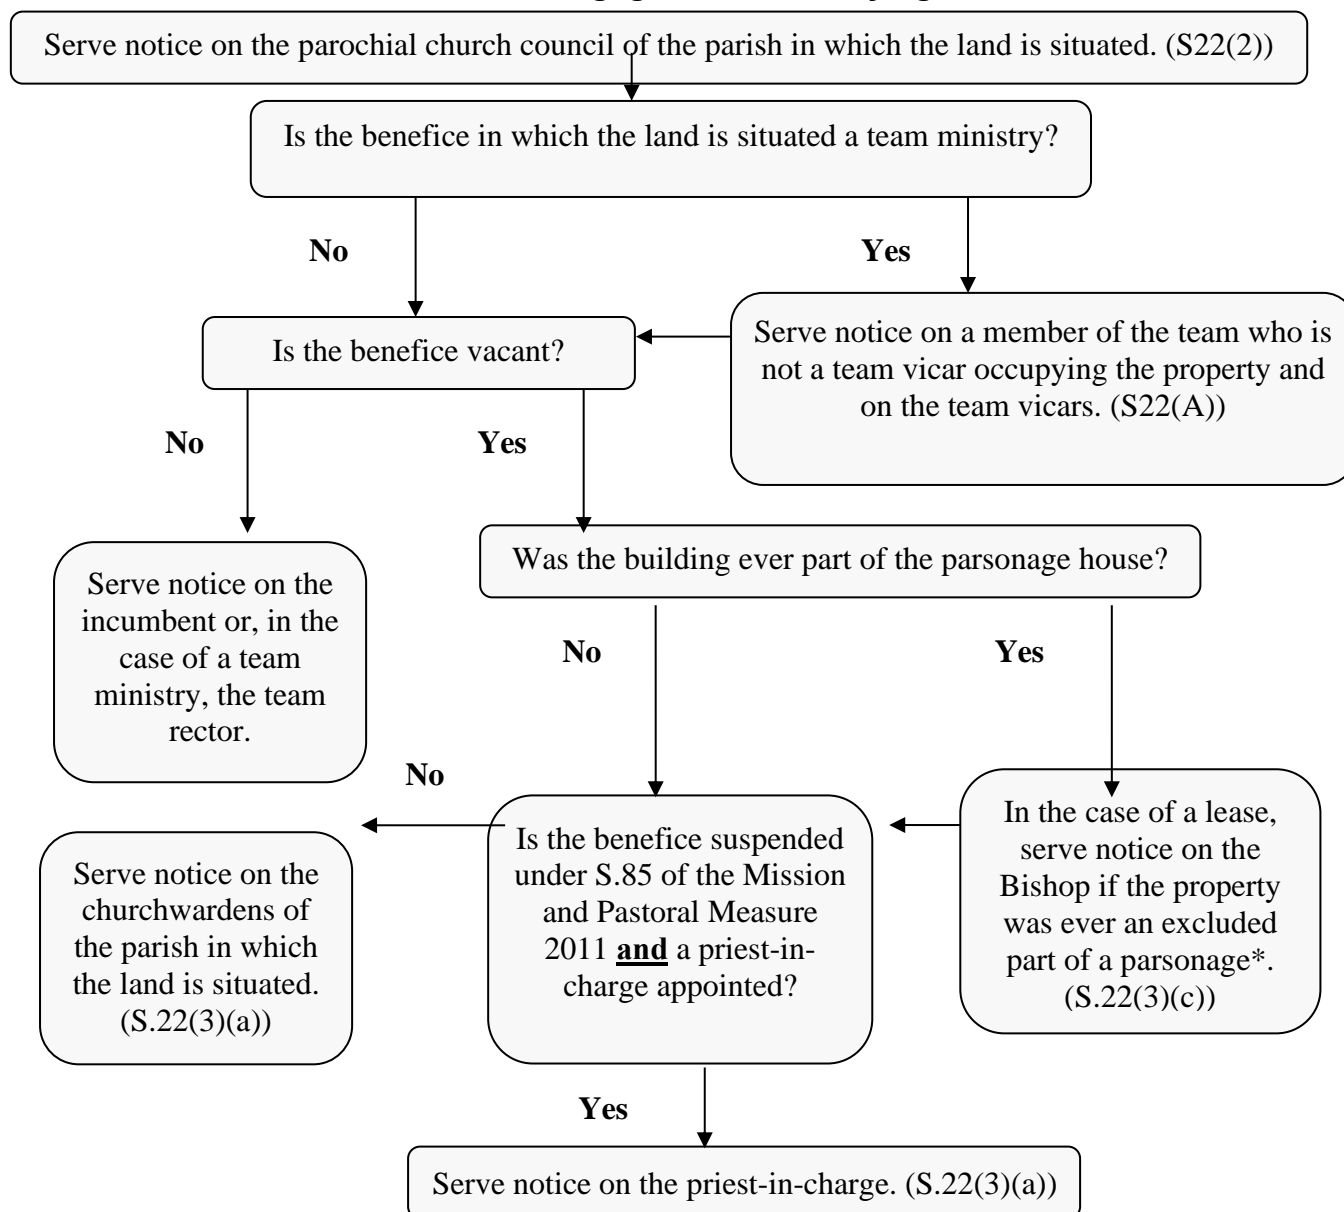 Serve notice on the parochial church council of the parish in which the land is situated. (S22(2))
Is the benefice in which the land is situated a team ministry?
No
Yes
Is the benefice vacant?
Serve notice on a member of the team who is
not a team vicar occupying the property and
on the team vicars. (S22(A))
No
Yes
Serve notice on the
incumbent or, in the
case of a team
ministry, the team
rector.
Was the building ever part of the parsonage house?
No
Yes
No
Serve notice on the
churchwardens of
the parish in which
the land is situated.
(S.22(3)(a))
Is the benefice suspended
under S.85 of the Mission
and Pastoral Measure
2011 and a priest-in-
charge appointed?
In the case of a lease,
serve notice on the
Bishop if the property
was ever an excluded
part of a parsonage*.
(S.22(3)(c))
Yes
Serve notice on the priest-in-charge. (S.22(3)(a))